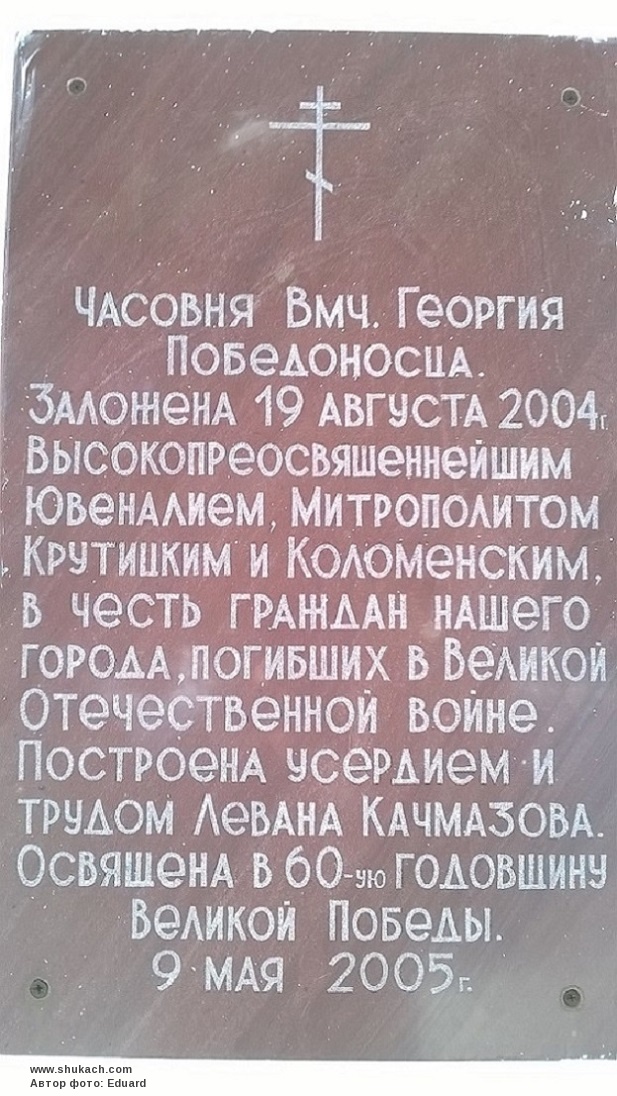 Часовня Вмч. Георгия
Победоносца.
Заложена 19 августа 2004г.
Высокопреосвященнейшим
Ювеналием, Митрополитом
Крутицким и Коломенским,
в честь граждан нашего
города, погибших в Великой
Отечественной войне.
Построена усердием и
трудом Левана Качмазова.
Освящена в 60-ую годовщину
Великой Победы.
9 мая 2005г.
www.shukach.com
Автор фото: Eduard